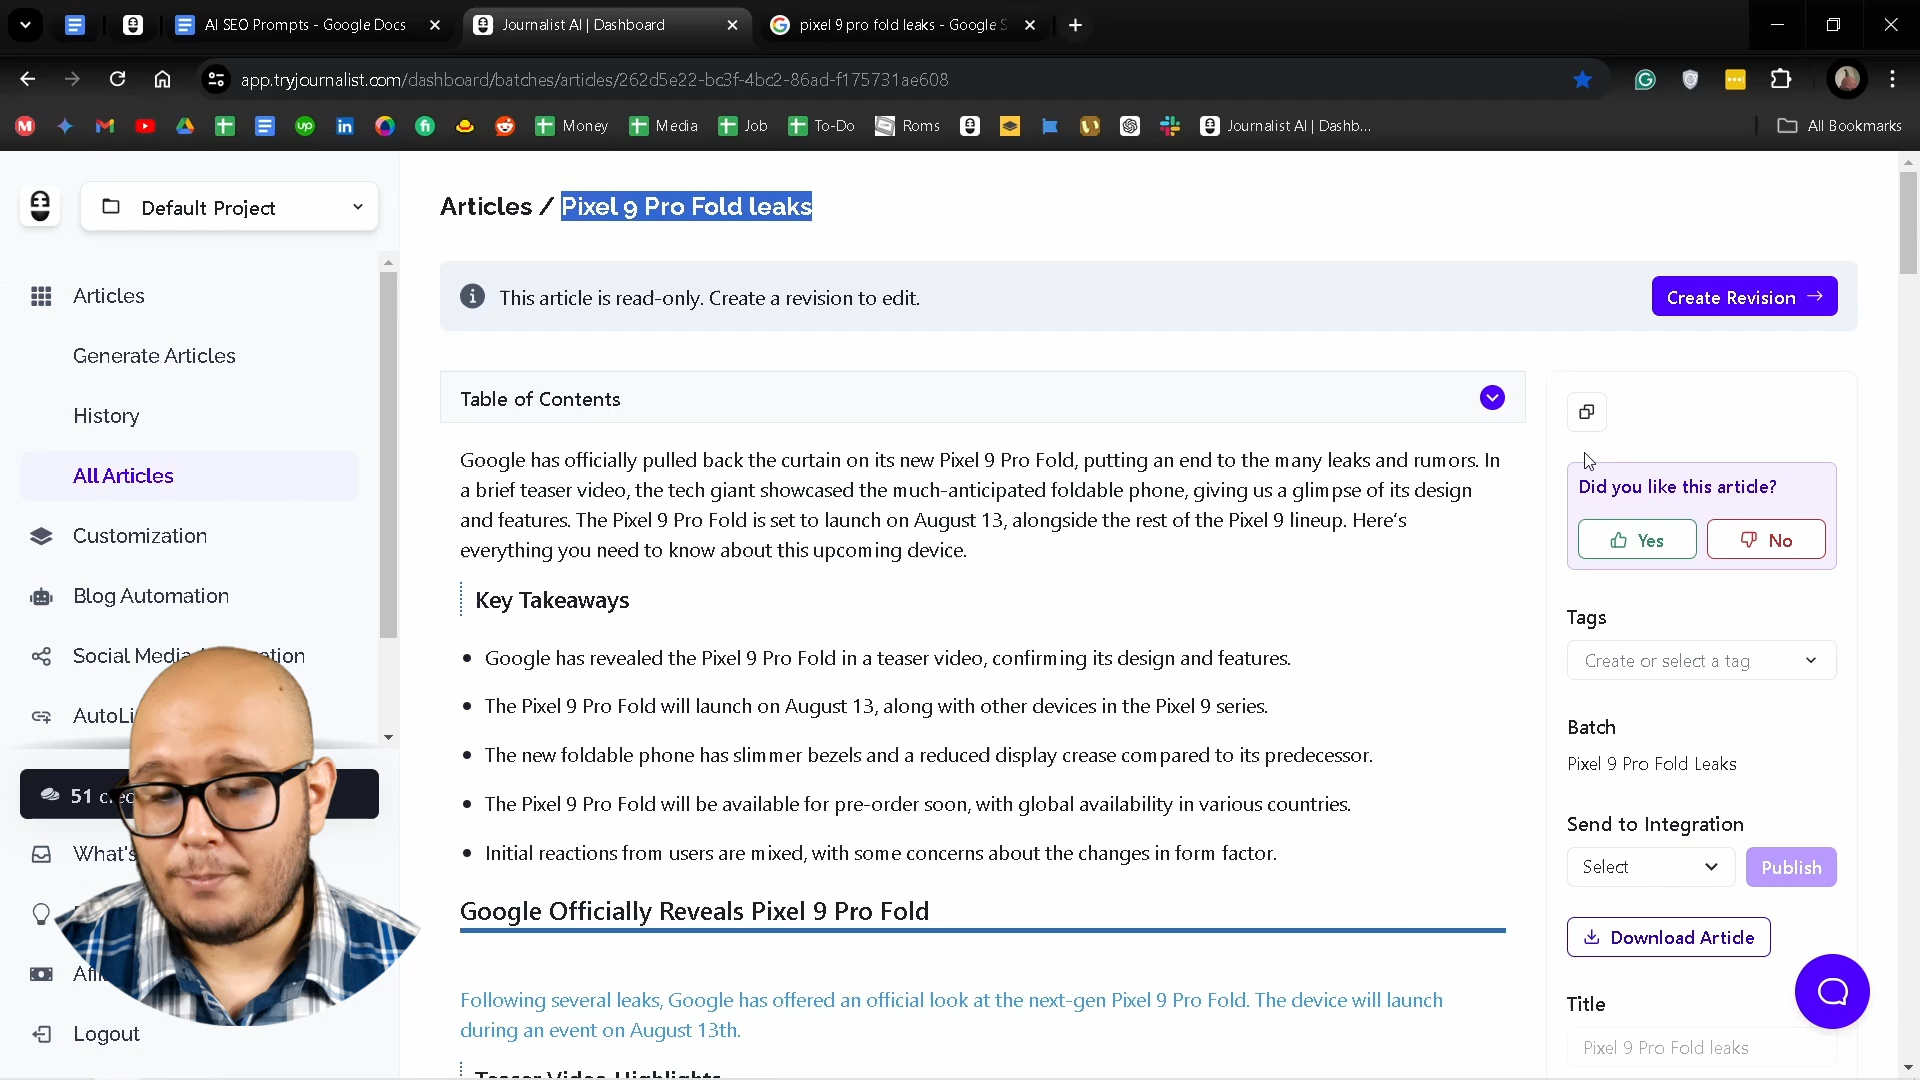 AI SEO Prompts - Google Docs
Journalist AI | Dashboard
pixel 9 pro fold leaks - Google S
app.tryjournalist.com/dashboard/batches/articles/262d5e22-bc3f-4bc2-86ad-f175731ae608
Money
Media
Job
To-Do
Roms
Journalist AI | Dashb...
All Bookmarks
Default Project
Articles
Generate Articles
History
All Articles
Customization
Blog Automation
Social Media
AutoLi
51
What's
Logout
Articles / Pixel 9 Pro Fold leaks
This article is read-only. Create a revision to edit.
Create Revision
Table of Contents
Google has officially pulled back the curtain on its new Pixel 9 Pro Fold, putting an end to the many leaks and rumors. In
a brief teaser video, the tech giant showcased the much-anticipated foldable phone, giving us a glimpse of its design
and features. The Pixel 9 Pro Fold is set to launch on August 13, alongside the rest of the Pixel 9 lineup. Here's
everything you need to know about this upcoming device.
Key Takeaways
• Google has revealed the Pixel 9 Pro Fold in a teaser video, confirming its design and features.
• The Pixel 9 Pro Fold will launch on August 13, along with other devices in the Pixel 9 series.
• The new foldable phone has slimmer bezels and a reduced display crease compared to its predecessor.
• The Pixel 9 Pro Fold will be available for pre-order soon, with global availability in various countries.
• Initial reactions from users are mixed, with some concerns about the changes in form factor.
Google Officially Reveals Pixel 9 Pro Fold
Following several leaks, Google has offered an official look at the next-gen Pixel 9 Pro Fold. The device will launch
during an event on August 13th.
Teaser Video Highlights
Did you like this article?
Yes
No
Tags
Create or select a tag
Batch
Pixel 9 Pro Fold Leaks
Send to Integration
Select
Publish
Download Article
Title
Pixel 9 Pro Fold leaks